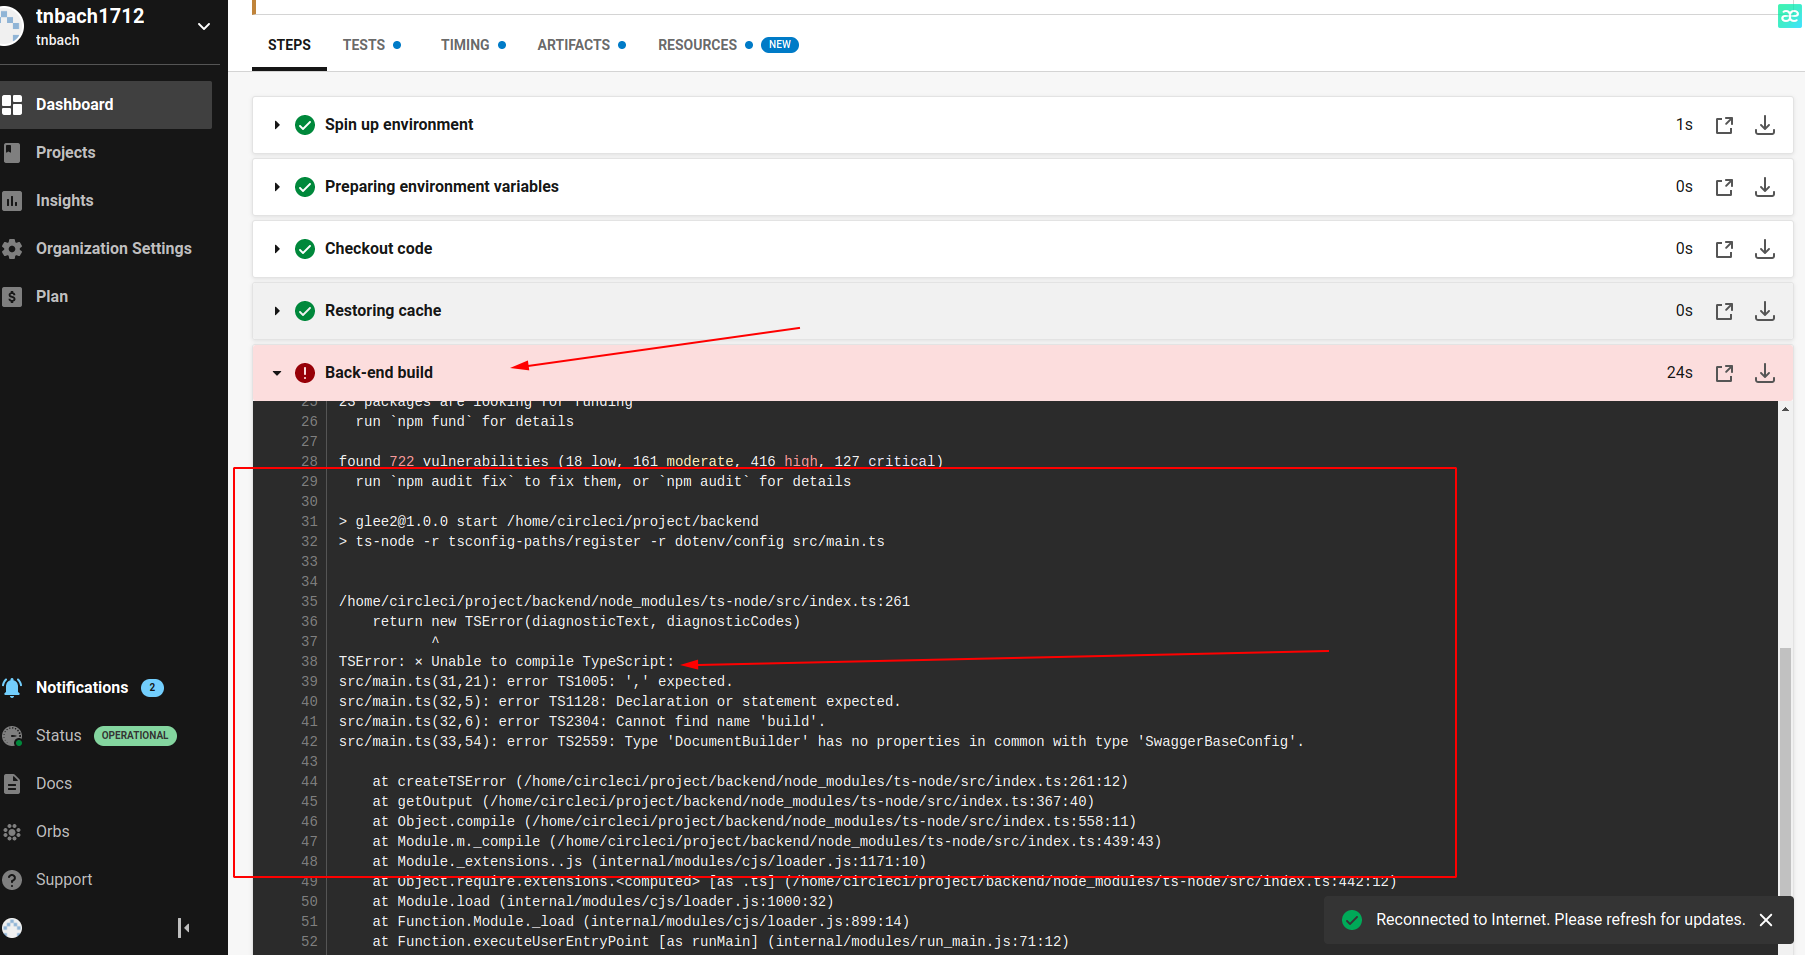 tnbach1712
tnbach
Dashboard
Projects
Insights
Organization Settings
$ Plan
Notifications 2
Status OPERATIONAL
Docs
Orbs
? Support
æ
STEPS TESTS TIMING ARTIFACTS RESOURCES NEW
Spin up environment 1s
Preparing environment variables 0s
Checkout code 0s
Restoring cache 0s
! Back-end build 24s
25 23 packages are looking for funding
26 run `npm fund` for details
27
28 found 722 vulnerabilities (18 low, 161 moderate, 416 high, 127 critical)
29 run `npm audit fix` to fix them, or `npm audit` for details
30
31 > glee2@1.0.0 start /home/circleci/project/backend
32 > ts-node -r tsconfig-paths/register -r dotenv/config src/main.ts
33
34
35 /home/circleci/project/backend/node_modules/ts-node/src/index.ts:261
36 return new TSError(diagnosticText, diagnosticCodes)
37 ^
38 TSError: ⨯ Unable to compile TypeScript:
39 src/main.ts(31,21): error TS1005: ',' expected.
40 src/main.ts(32,5): error TS1128: Declaration or statement expected.
41 src/main.ts(32,6): error TS2304: Cannot find name 'build'.
42 src/main.ts(33,54): error TS2559: Type 'DocumentBuilder' has no properties in common with type 'SwaggerBaseConfig'.
43
44 at createTSError (/home/circleci/project/backend/node_modules/ts-node/src/index.ts:261:12)
45 at getOutput (/home/circleci/project/backend/node_modules/ts-node/src/index.ts:367:40)
46 at Object.compile (/home/circleci/project/backend/node_modules/ts-node/src/index.ts:558:11)
47 at Module.m._compile (/home/circleci/project/backend/node_modules/ts-node/src/index.ts:439:43)
48 at Module._extensions..js (internal/modules/cjs/loader.js:1171:10)
49 at Object.require.extensions.<computed> [as .ts] (/home/circleci/project/backend/node_modules/ts-node/src/index.ts:442:12)
50 at Module.load (internal/modules/cjs/loader.js:1000:32)
51 at Function.Module._load (internal/modules/cjs/loader.js:899:14)
52 at Function.executeUserEntryPoint [as runMain] (internal/modules/run_main.js:71:12)
Reconnected to Internet. Please refresh for updates.